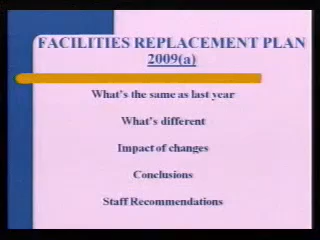 FACILITIES REPLACEMENT PLAN
2009(a)
What's the same as last year
What's different
Impact of changes
Conclusions
Staff Recommendations